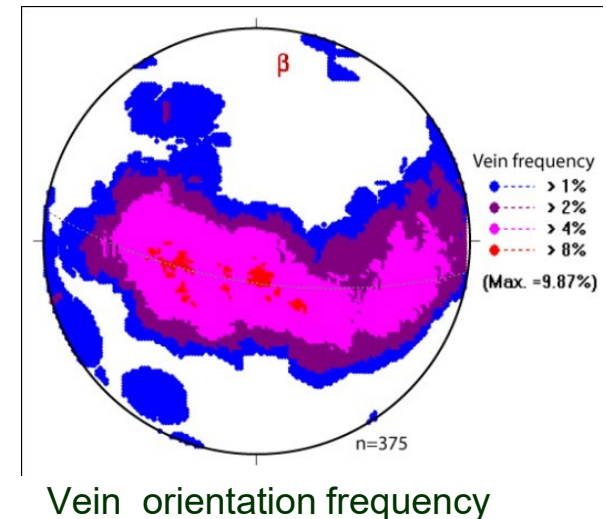 β
Vein frequency
> 1%
> 2%
> 4%
> 8%
(Max. =9.87%)
n=375
Vein orientation frequency